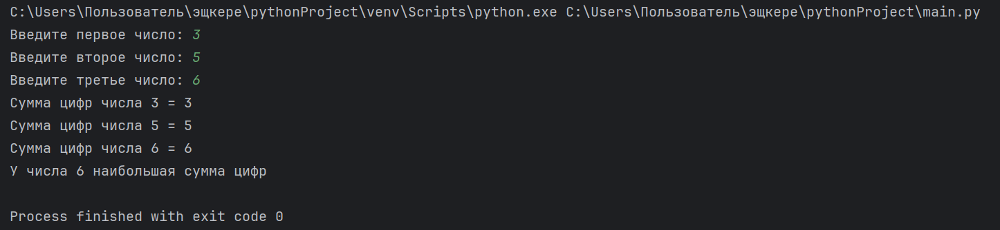 C:\Users\Пользователь\эщкере\pythonProject\venv\Scripts\python.exe C:\Users\Пользователь\эщкере\pythonProject\main.py
Введите первое число: 3
Введите второе число: 5
Введите третье число: 6
Сумма цифр числа 3 = 3
Сумма цифр числа 5 = 5
Сумма цифр числа 6 = 6
У числа 6 наибольшая сумма цифр
Process finished with exit code 0